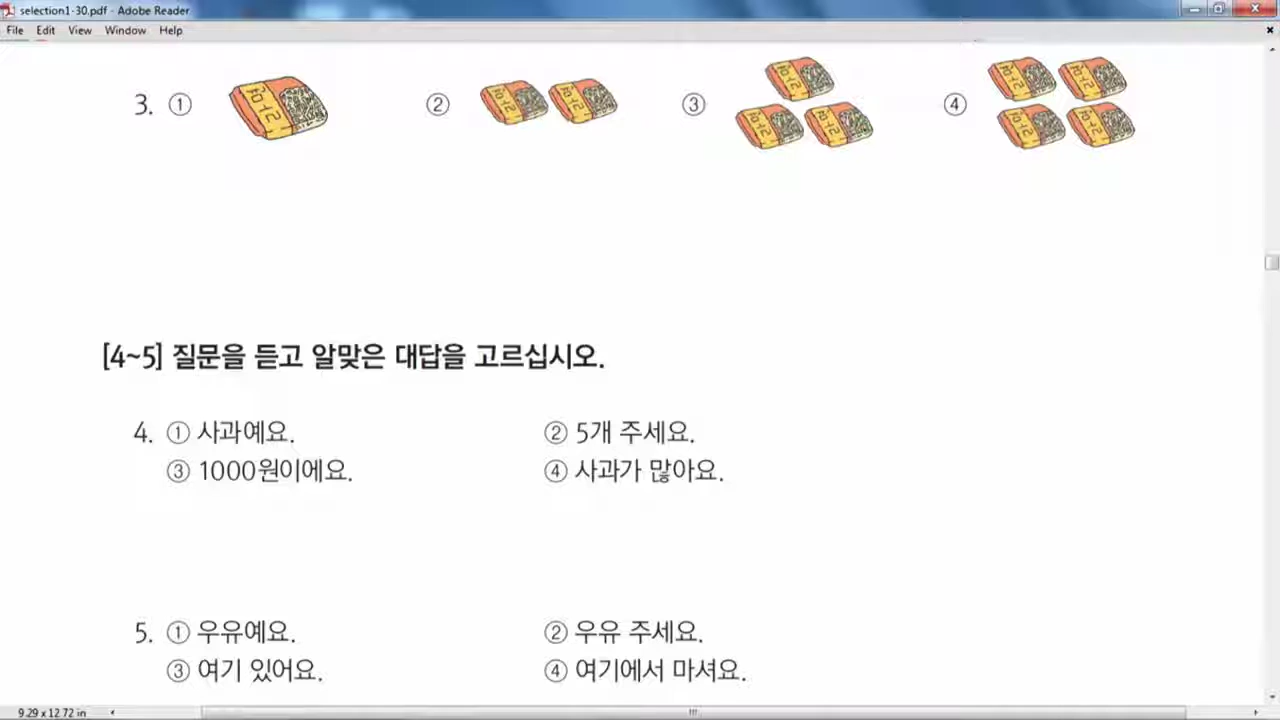 selection1-30.pdf - Adobe Reader
File Edit View Window Help
3. ① ② ③ ④
[4~5] 질문을 듣고 알맞은 대답을 고르십시오.
4. ① 사과예요. ② 5개 주세요.
③ 1000원이에요. ④ 사과가 많아요.
5. ① 우유예요. ② 우유 주세요.
③ 여기 있어요. ④ 여기에서 마셔요.
9.29 x 12.72 in